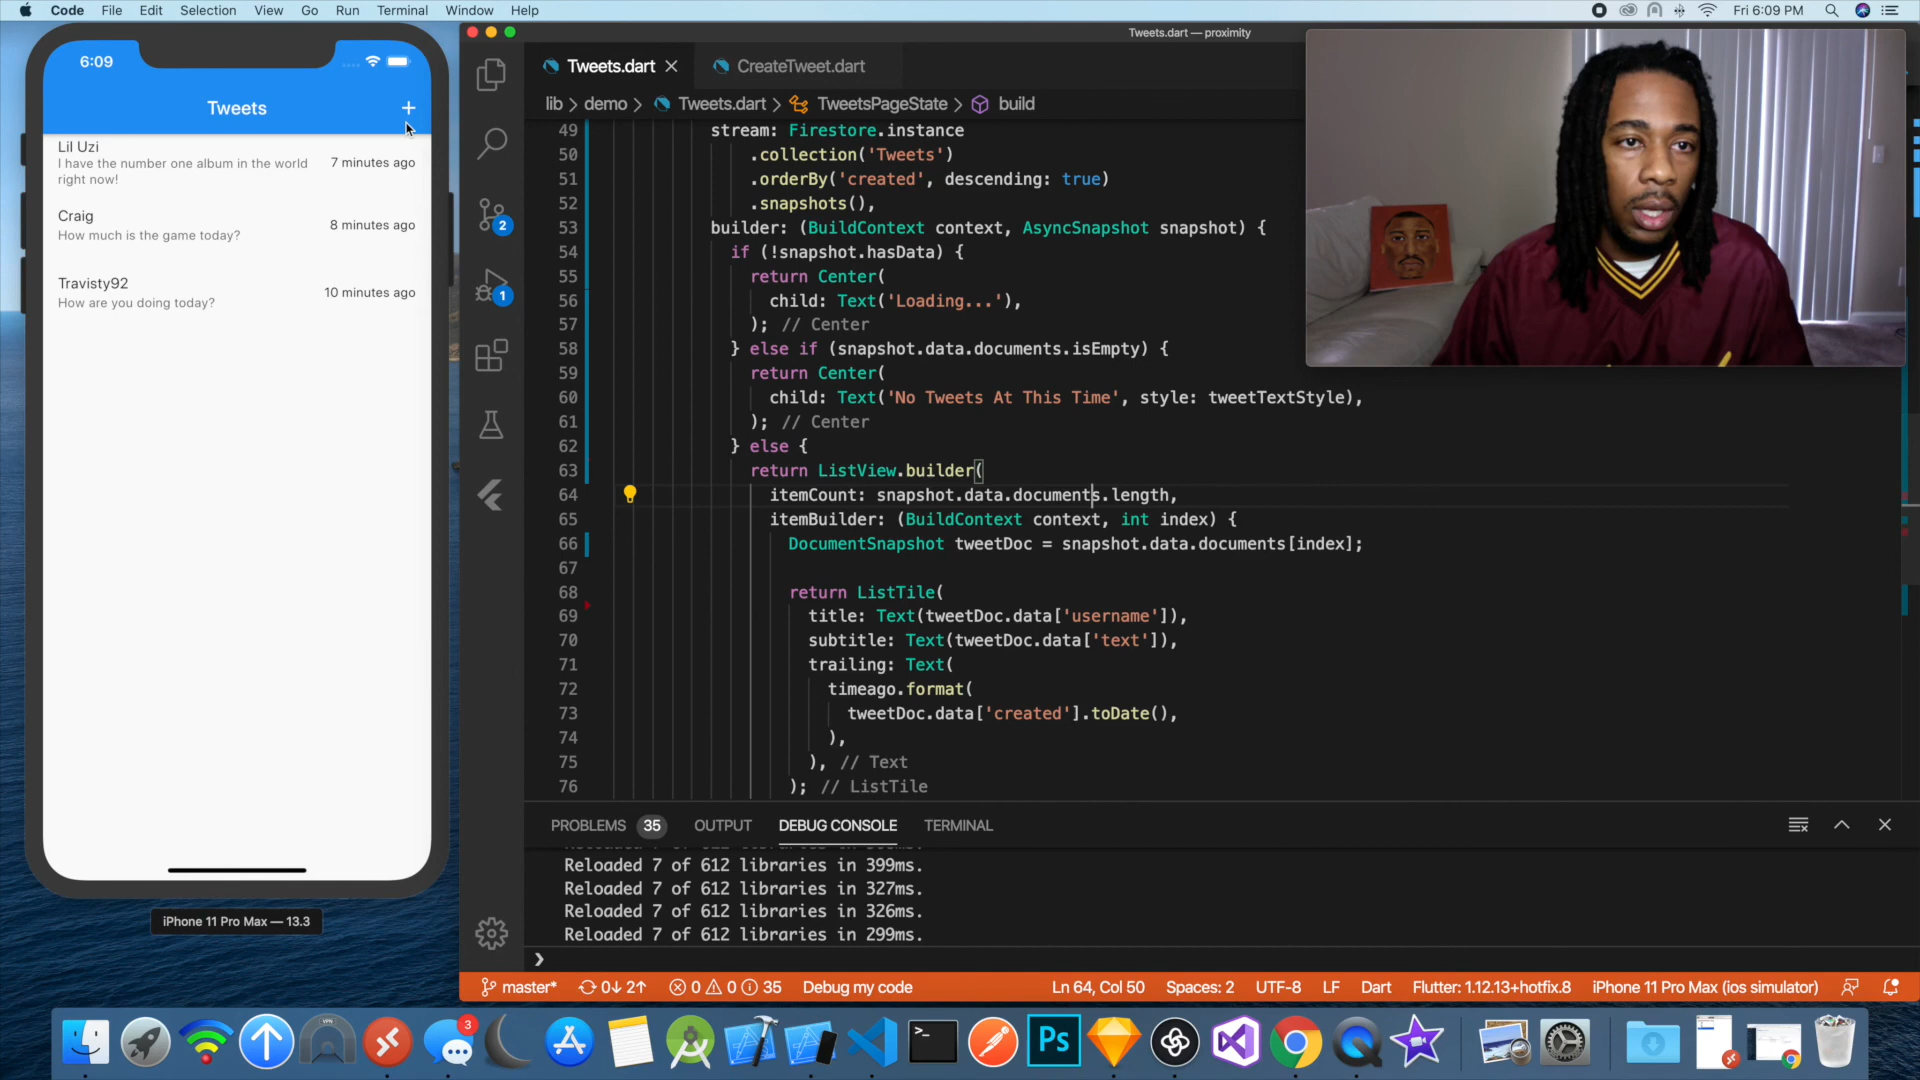 Code File Edit Selection View Go Run Terminal Window Help
Fri 6:09 PM
6:09
Tweets +
Lil Uzi
I have the number one album in the world
right now!
7 minutes ago
Craig
How much is the game today?
8 minutes ago
Travisty92
How are you doing today?
10 minutes ago
iPhone 11 Pro Max — 13.3
Tweets.dart — proximity
Tweets.dart CreateTweet.dart
lib > demo > Tweets.dart > TweetsPageState > build
2
1
49 stream: Firestore.instance
50 .collection('Tweets')
51 .orderBy('created', descending: true)
52 .snapshots(),
53 builder: (BuildContext context, AsyncSnapshot snapshot) {
54 if (!snapshot.hasData) {
55 return Center(
56 child: Text('Loading...'),
57 ); // Center
58 } else if (snapshot.data.documents.isEmpty) {
59 return Center(
60 child: Text('No Tweets At This Time', style: tweetTextStyle),
61 ); // Center
62 } else {
63 return ListView.builder(
64 itemCount: snapshot.data.documents.length,
65 itemBuilder: (BuildContext context, int index) {
66 DocumentSnapshot tweetDoc = snapshot.data.documents[index];
67
68 return ListTile(
69 title: Text(tweetDoc.data['username']),
70 subtitle: Text(tweetDoc.data['text']),
71 trailing: Text(
72 timeago.format(
73 tweetDoc.data['created'].toDate(),
74 ),
75 ), // Text
76 ); // ListTile
PROBLEMS 35 OUTPUT DEBUG CONSOLE TERMINAL
Reloaded 7 of 612 libraries in 399ms.
Reloaded 7 of 612 libraries in 327ms.
Reloaded 7 of 612 libraries in 326ms.
Reloaded 7 of 612 libraries in 299ms.
master* 0↓ 2↑ 0 0 35 Debug my code
Ln 64, Col 50 Spaces: 2 UTF-8 LF Dart Flutter: 1.12.13+hotfix.8 iPhone 11 Pro Max (ios simulator)
VPN
3
Ps